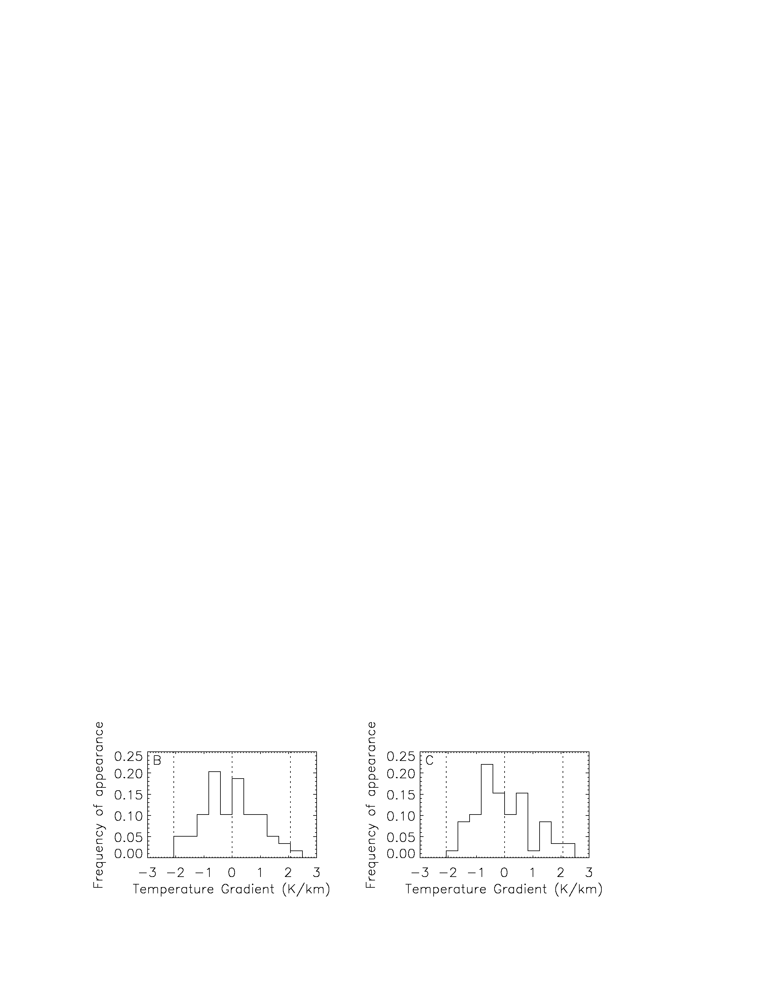 Frequency of appearance
0.25
0.20
0.15
0.10
0.05
0.00
B
−3 −2 −1 0 1 2 3
Temperature Gradient (K/km)
Frequency of appearance
0.25
0.20
0.15
0.10
0.05
0.00
C
−3 −2 −1 0 1 2 3
Temperature Gradient (K/km)